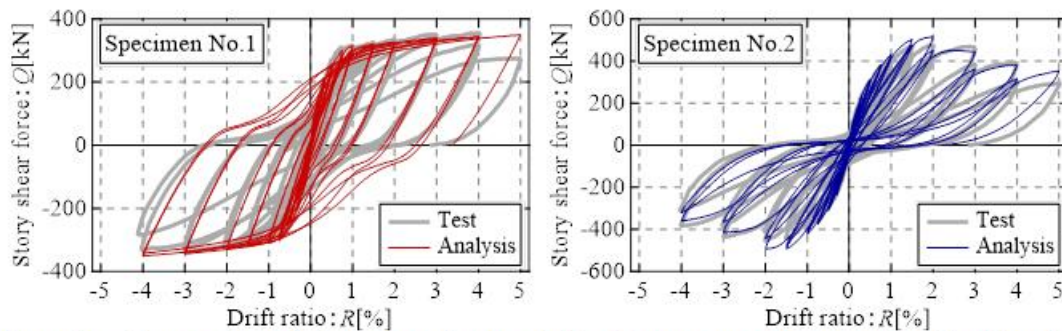 400
200
0
-200
-400
Story shear force: Q[kN]
Specimen No.1
Test
Analysis
-5 -4 -3 -2 -1 0 1 2 3 4 5
Drift ratio: R[%]
600
400
200
0
-200
-400
-600
Story shear force: Q[kN]
Specimen No.2
Test
Analysis
-5 -4 -3 -2 -1 0 1 2 3 4 5
Drift ratio: R[%]